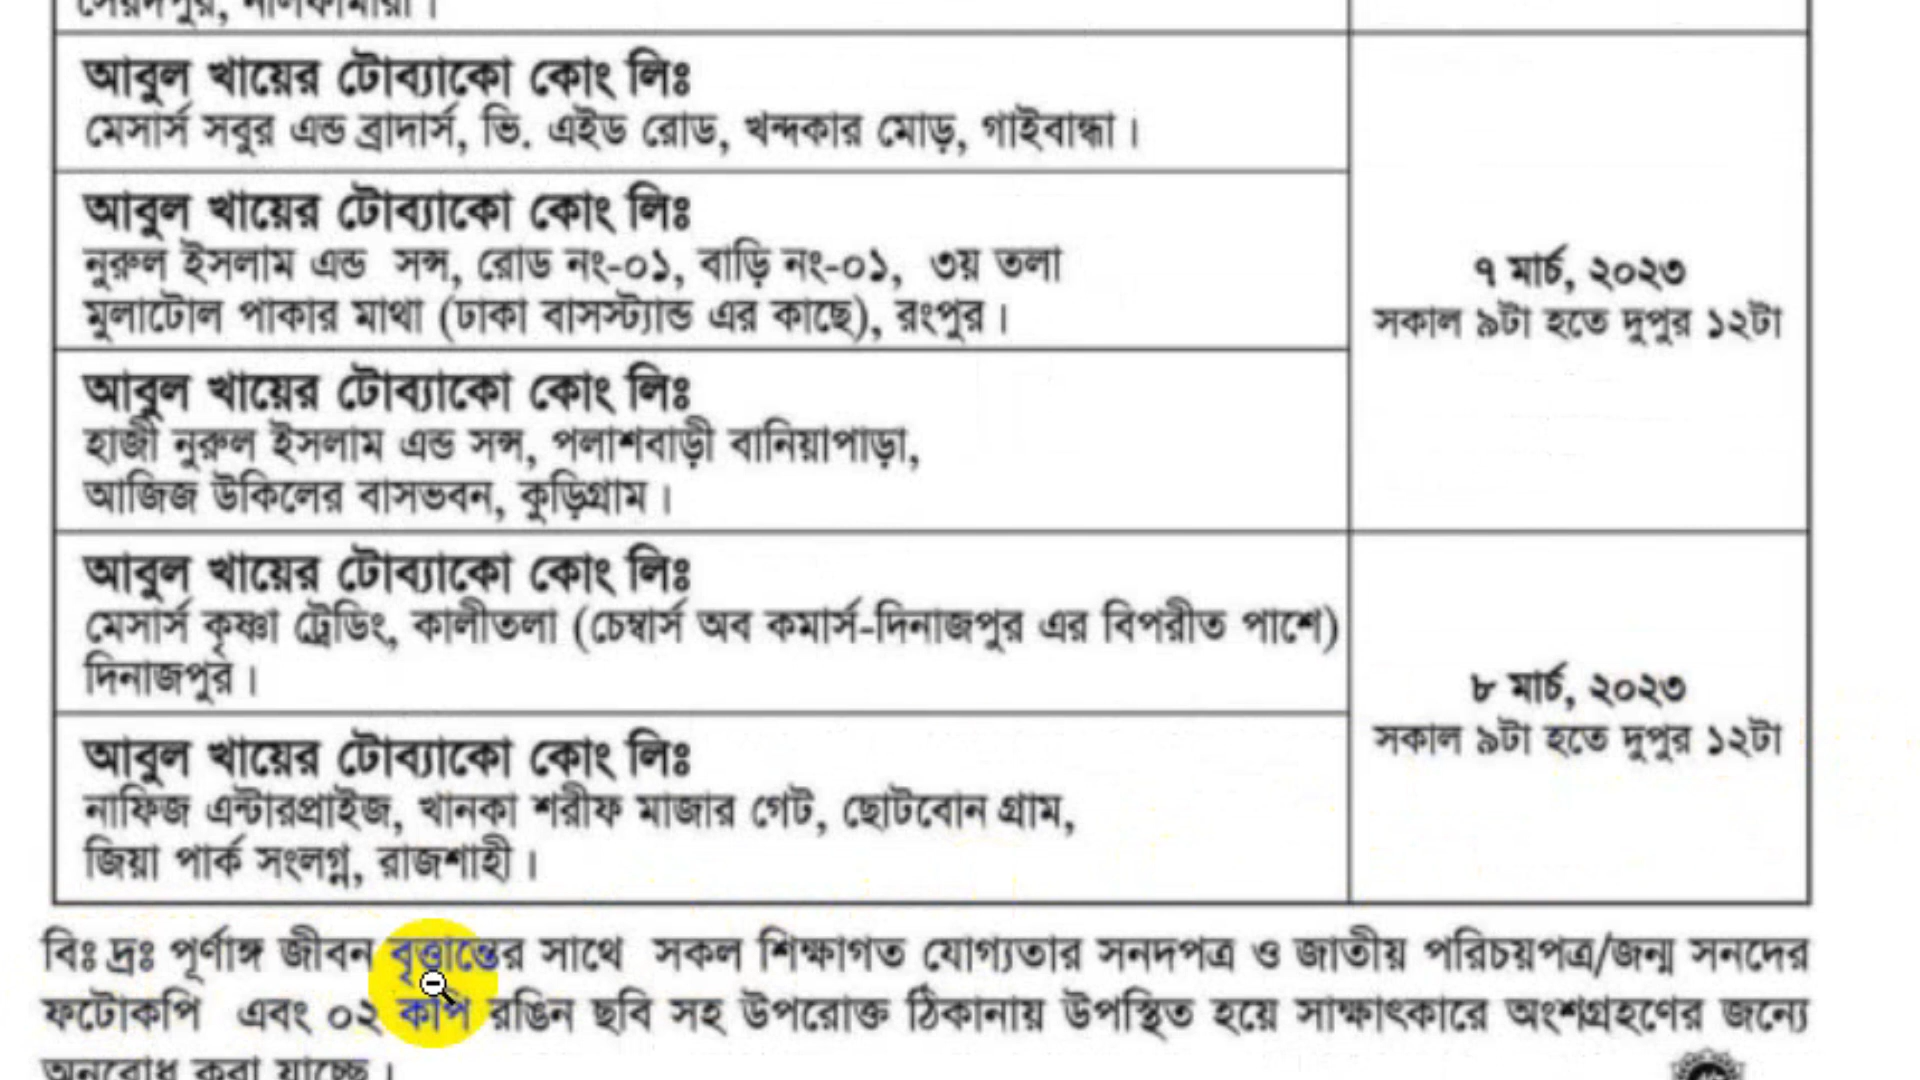 সৈয়দপুর, নীলফামারী।
আবুল খায়ের টোব্যাকো কোং লিঃ
মেসার্স সবুর এন্ড ব্রাদার্স, ভি. এইড রোড, খন্দকার মোড়, গাইবান্ধা।
আবুল খায়ের টোব্যাকো কোং লিঃ
নুরুল ইসলাম এন্ড সন্স, রোড নং-০১, বাড়ি নং-০১, ৩য় তলা
মুলাটোল পাকার মাথা (ঢাকা বাসস্ট্যান্ড এর কাছে), রংপুর।
৭ মার্চ, ২০২৩
সকাল ৯টা হতে দুপুর ১২টা
আবুল খায়ের টোব্যাকো কোং লিঃ
হাজী নুরুল ইসলাম এন্ড সন্স, পলাশবাড়ী বানিয়াপাড়া,
আজিজ উকিলের বাসভবন, কুড়িগ্রাম।
আবুল খায়ের টোব্যাকো কোং লিঃ
মেসার্স কৃষ্ণা ট্রেডিং, কালীতলা (চেম্বার্স অব কমার্স-দিনাজপুর এর বিপরীত পাশে)
দিনাজপুর।
৮ মার্চ, ২০২৩
সকাল ৯টা হতে দুপুর ১২টা
আবুল খায়ের টোব্যাকো কোং লিঃ
নাফিজ এন্টারপ্রাইজ, খানকা শরীফ মাজার গেট, ছোটবোন গ্রাম,
জিয়া পার্ক সংলগ্ন, রাজশাহী।
বিঃ দ্রঃ পূর্ণাঙ্গ জীবন বৃত্তান্তের সাথে সকল শিক্ষাগত যোগ্যতার সনদপত্র ও জাতীয় পরিচয়পত্র/জন্ম সনদের
ফটোকপি এবং ০২ কপি রঙিন ছবি সহ উপরোক্ত ঠিকানায় উপস্থিত হয়ে সাক্ষাৎকারে অংশগ্রহণের জন্যে
অনুরোধ করা যাচ্ছে।